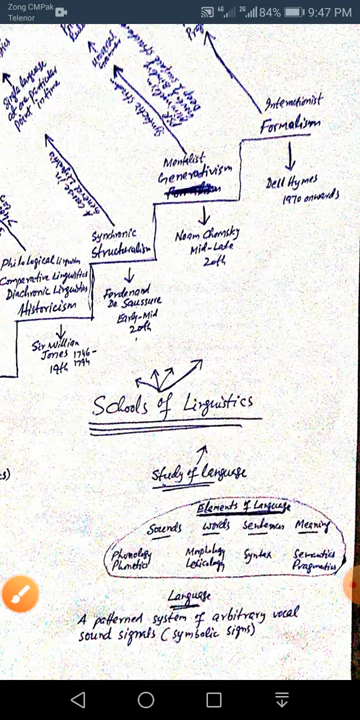 Zong CMPak
Telenor
84% 9:47 PM
Single language
at one particular
point in time
Interactionist
Formalism
Dell Hymes
1970 onwards
Mentalist
Generativism
Noam Chomsky
Mid-Late
20th
Synchronic
Structuralism
Ferdenand
De Saussure
Early-Mid
20th
Comparative Linguistics
Diachronic Linguistics
Historicism
Sir William
Jones 1746-
1794
19th
Schools of Linguistics
Study of language
Elements of Language
Sounds Words Sentences Meaning
Phonology Morphology Syntax Semantics
Phonetics Lexicology Pragmatics
Language
A patterned system of arbitrary vocal
sound signals (symbolic signs)